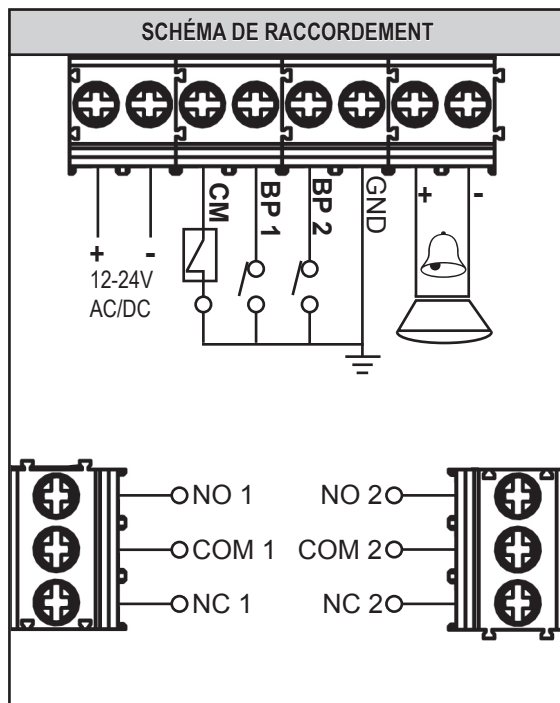 SCHÉMA DE RACCORDEMENT
+ - CM BP 1 BP 2 GND + -
12-24V
AC/DC
NO 1 NO 2
COM 1 COM 2
NC 1 NC 2